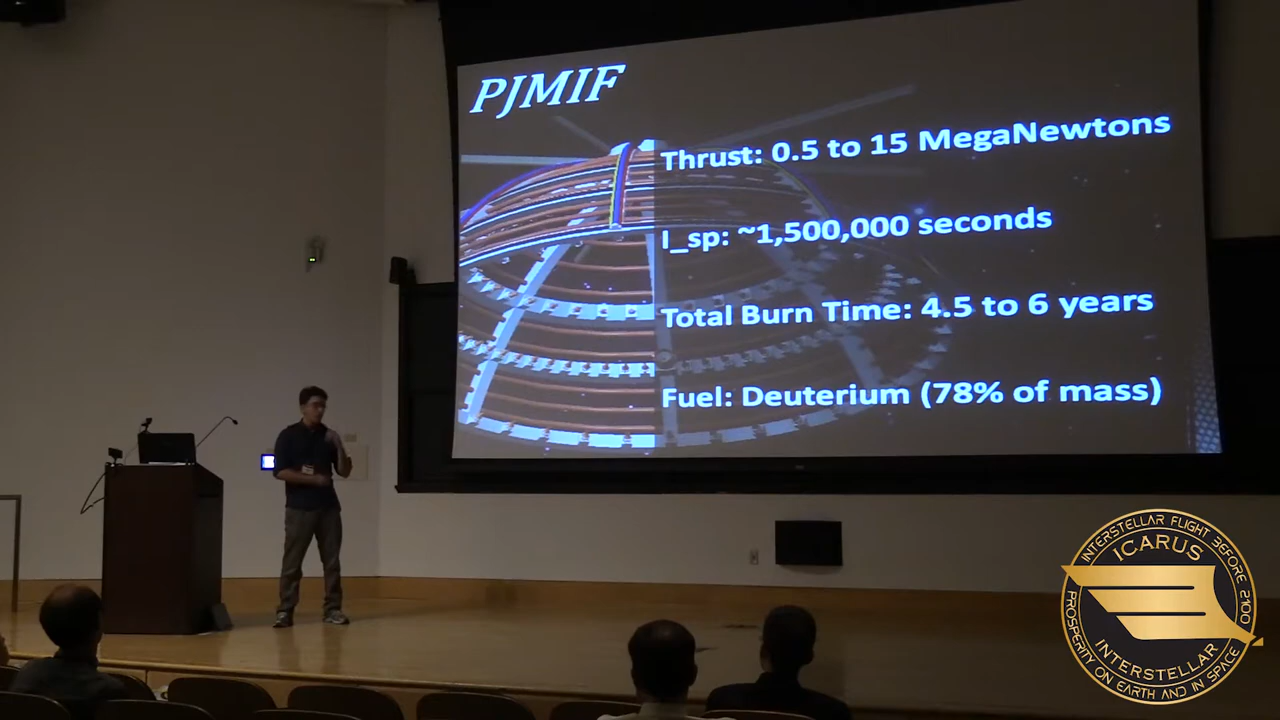 PJMIF
Thrust: 0.5 to 15 MegaNewtons
I_sp: ~1,500,000 seconds
Total Burn Time: 4.5 to 6 years
Fuel: Deuterium (78% of mass)
INTERSTELLAR FLIGHT BEFORE 2100
ICARUS
INTERSTELLAR
PROSPERITY ON EARTH AND IN SPACE